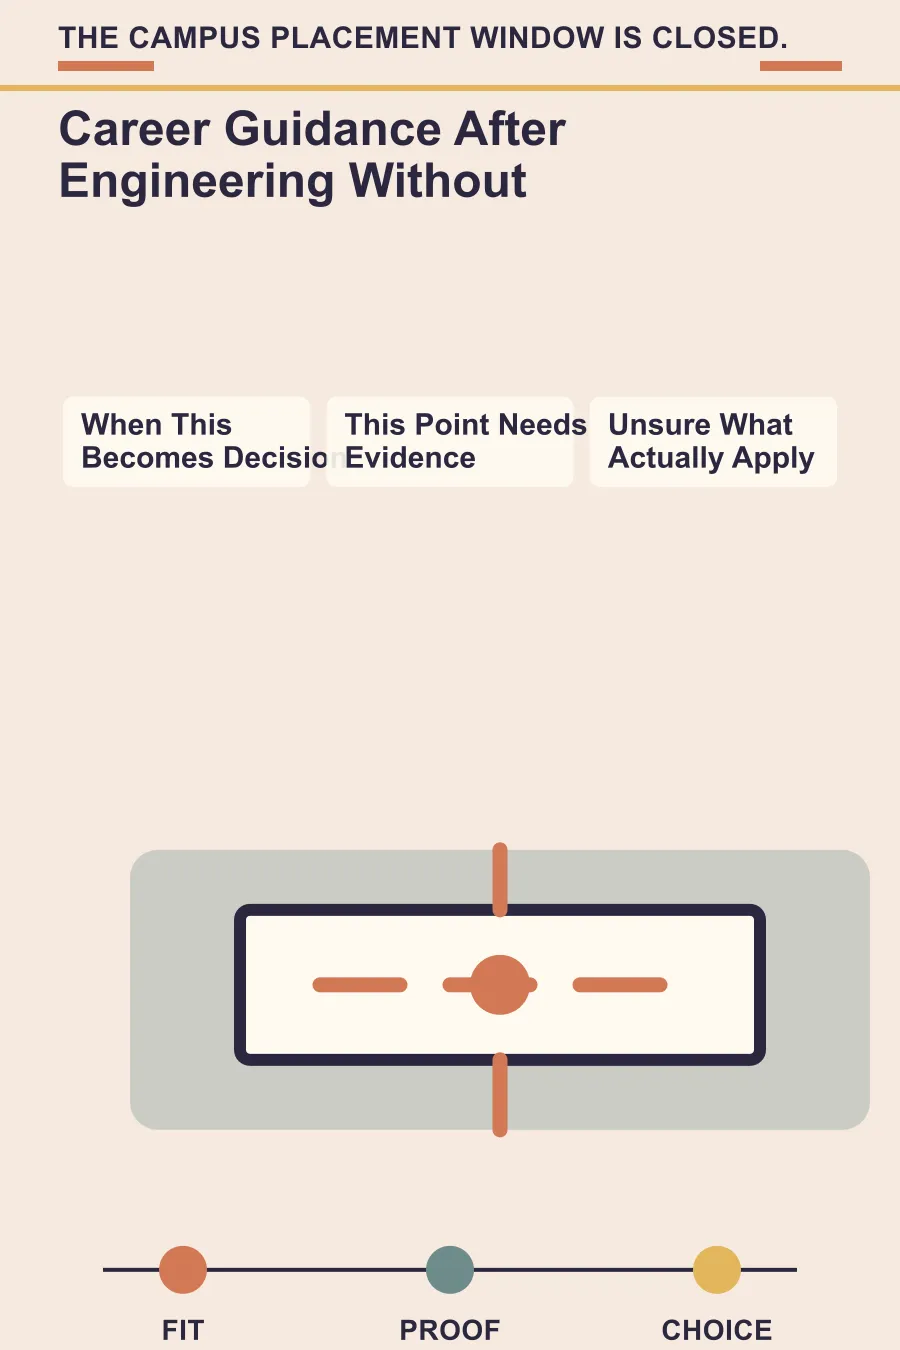 THE CAMPUS PLACEMENT WINDOW IS CLOSED.
Career Guidance After
Engineering Without
When This
Becomes Decision
This Point Needs
Evidence
Unsure What
Actually Apply
FIT
PROOF
CHOICE